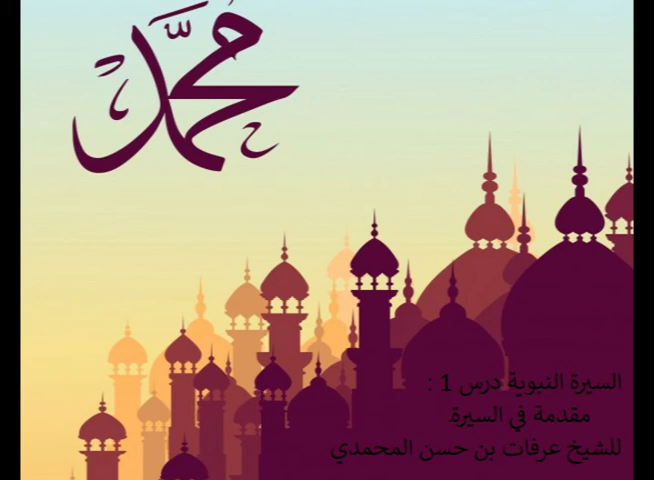 محمد
السيرة النبوية درس 1 :
مقدمة في السيرة
للشيخ عرفات بن حسن المحمدي